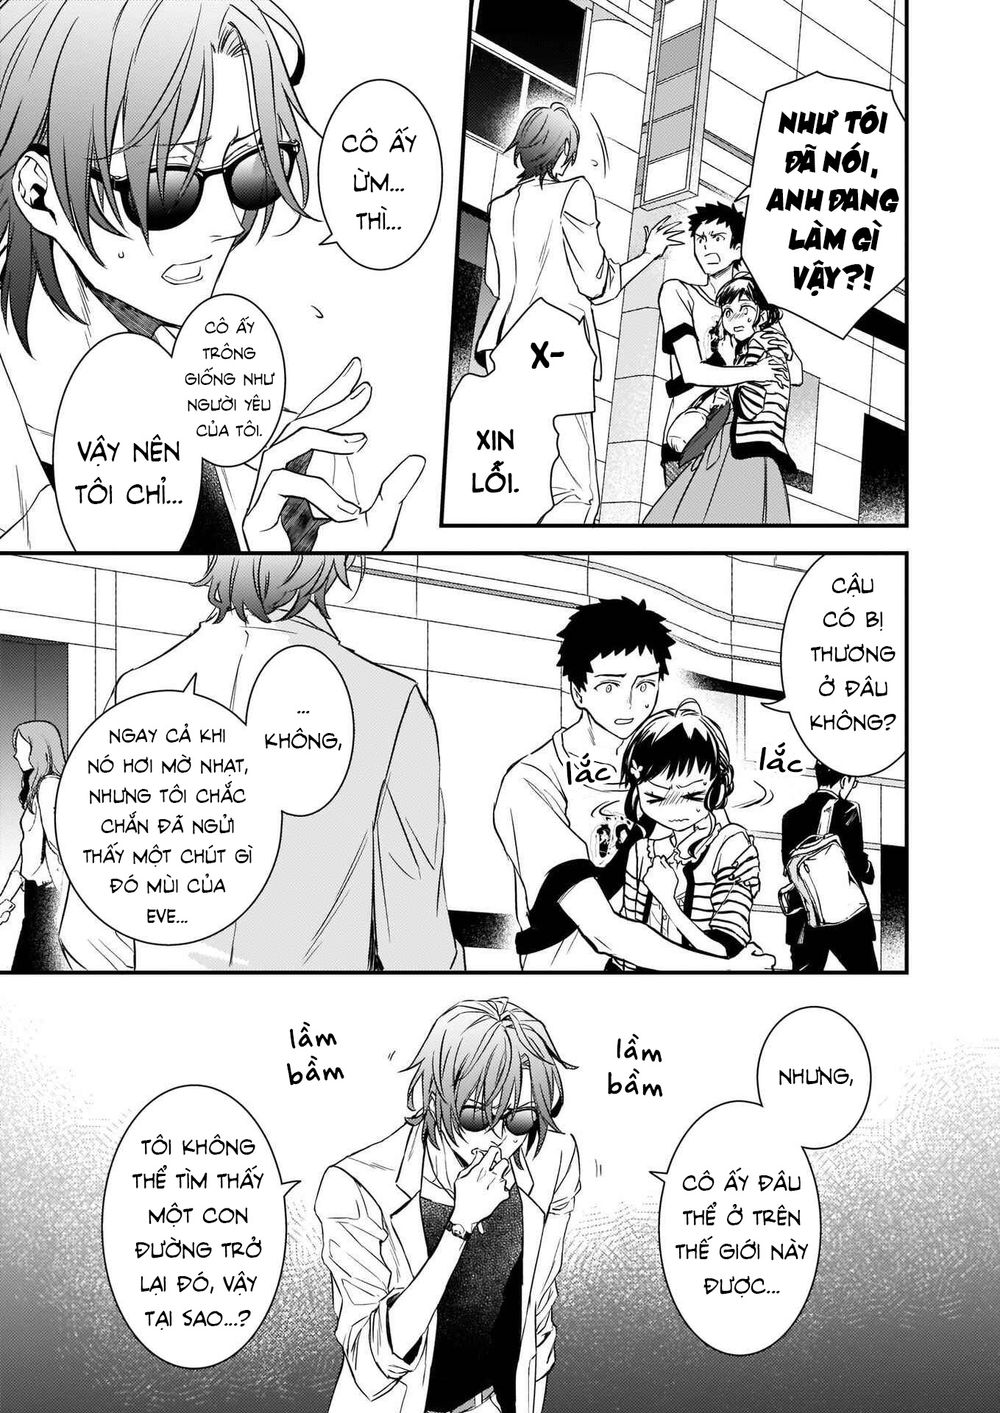 NHƯ TÔI
ĐÃ NÓI,
ANH ĐANG
LÀM GÌ
VẬY?!
X-
XIN
LỖI.
CÔ ẤY
ỪM...
THÌ...
CÔ ẤY
TRÔNG
GIỐNG NHƯ
NGƯỜI YÊU
CỦA TÔI.
VẬY NÊN
TÔI CHỈ...
CẬU
CÓ BỊ
THƯƠNG
Ở ĐÂU
KHÔNG?
lắc
lắc
...
KHÔNG,
NGAY CẢ KHI
NÓ HƠI MỜ NHẠT,
NHƯNG TÔI CHẮC
CHẮN ĐÃ NGỬI
THẤY MỘT CHÚT GÌ
ĐÓ MÙI CỦA
EVE...
NHƯNG,
CÔ ẤY ĐÂU
THỂ Ở TRÊN
THẾ GIỚI NÀY
ĐƯỢC...
lầm
bầm
lầm
bầm
TÔI KHÔNG
THỂ TÌM THẤY
MỘT CON
ĐƯỜNG TRỞ
LẠI ĐÓ, VẬY
TẠI SAO...?